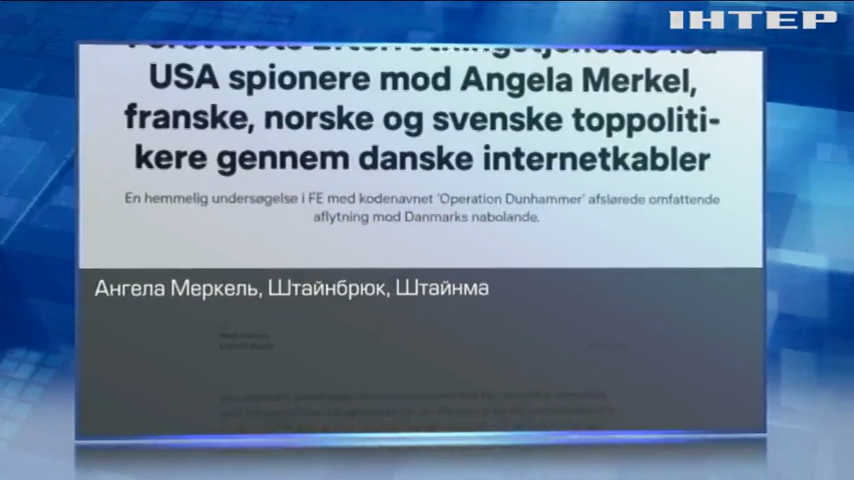 ІНТЕР
USA spionere mod Angela Merkel,
franske, norske og svenske toppoliti-
kere gennem danske internetkabler
En hemmelig undersøgelse i FE med kodenavnet 'Operation Dunhammer' afslørede omfattende
aflytning mod Danmarks nabolande.
Ангела Меркель, Штайнбрюк, Штайнма